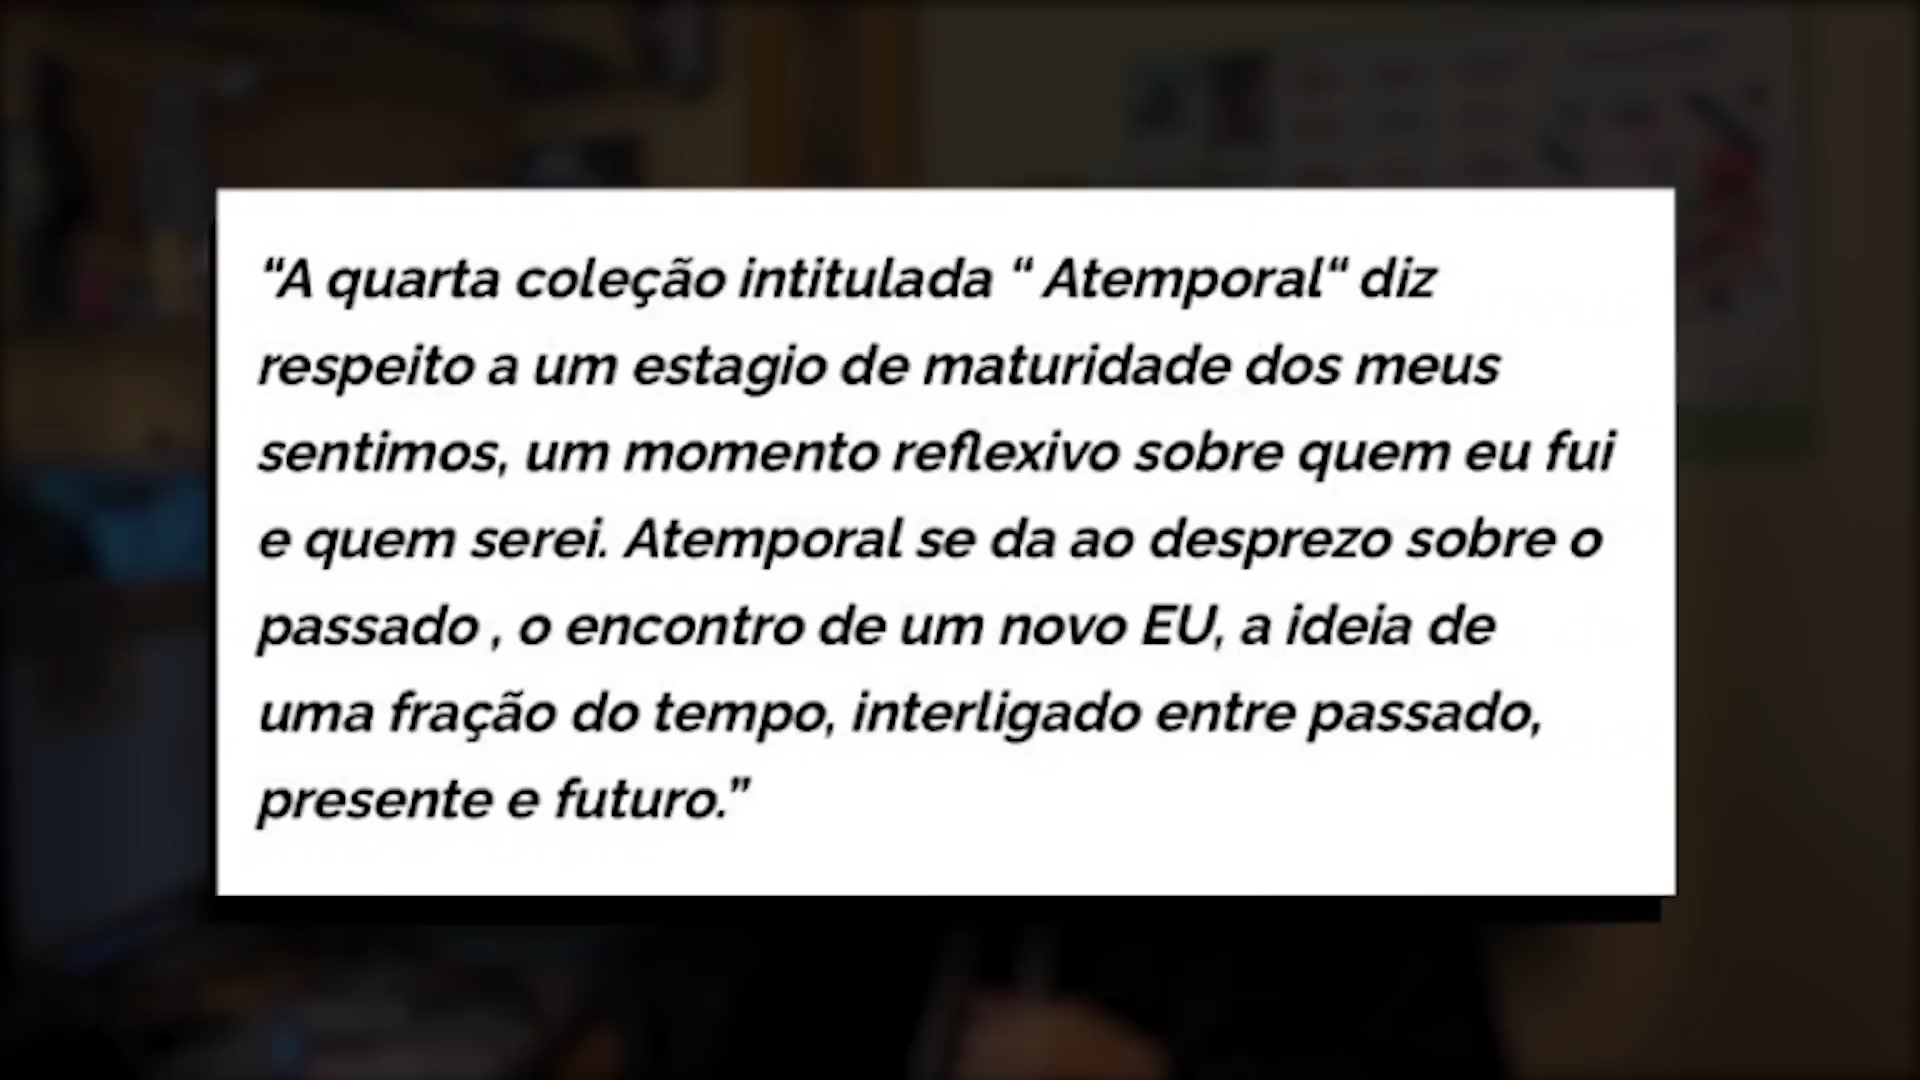 “A quarta coleção intitulada “ Atemporal“ diz
respeito a um estagio de maturidade dos meus
sentimos, um momento reflexivo sobre quem eu fui
e quem serei. Atemporal se da ao desprezo sobre o
passado , o encontro de um novo EU, a ideia de
uma fração do tempo, interligado entre passado,
presente e futuro.”